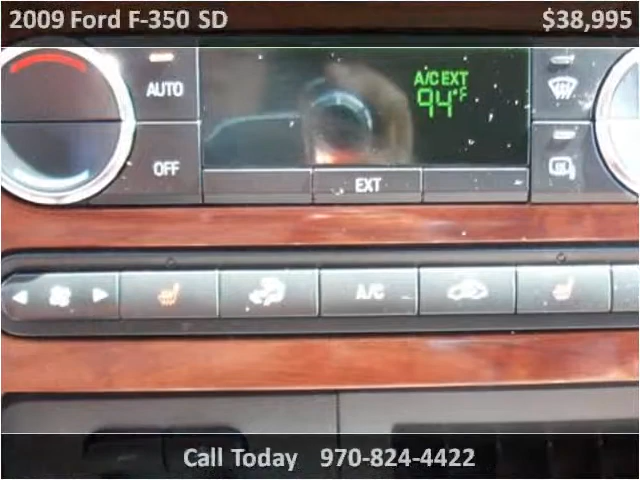 2009 Ford F-350 SD $38,995
A/C EXT
AUTO
94°F
OFF
EXT
A/C
Call Today 970-824-4422